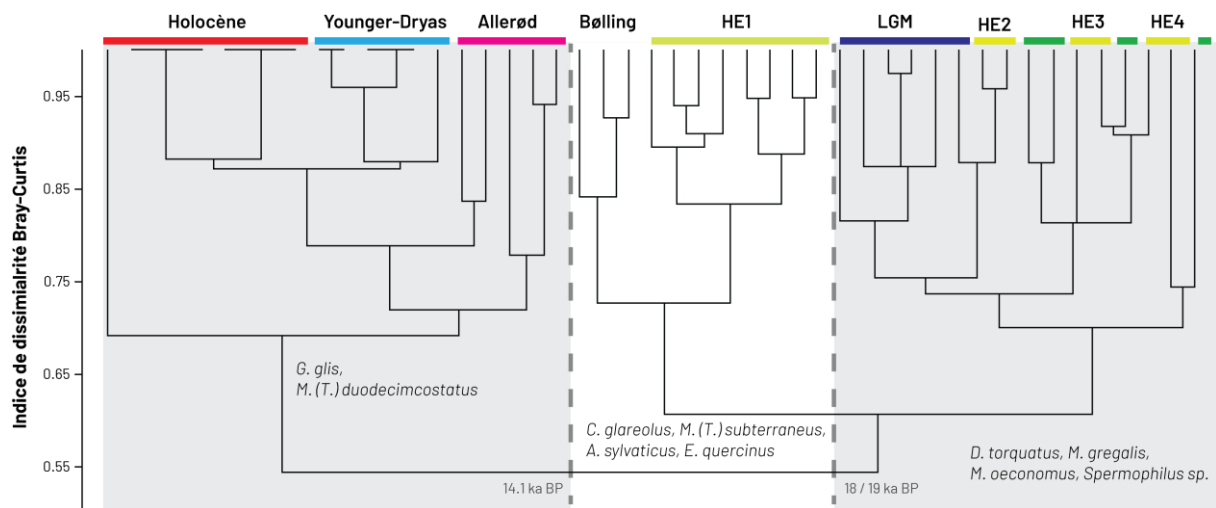 Holocène
Younger-Dryas
Allerød
Bølling
HE1
LGM
HE2
HE3
HE4
Indice de dissimialrité Bray-Curtis
0.95
0.85
0.75
0.65
0.55
G. glis,
M. (T.) duodecimcostatus
C. glareolus, M. (T.) subterraneus,
A. sylvaticus, E. quercinus
D. torquatus, M. gregalis,
M. oeconomus, Spermophilus sp.
14.1 ka BP
18 / 19 ka BP